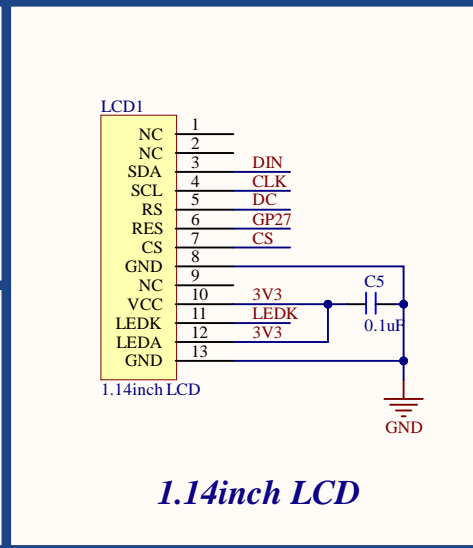 LCD1
NC 1
NC 2
SDA 3 DIN
SCL 4 CLK
RS 5 DC
RES 6 GP27
CS 7 CS
GND 8
NC 9
VCC 10 3V3
LEDK 11 LEDK
LEDA 12 3V3
GND 13
C5
0.1uF
1.14inch LCD
GND
1.14inch LCD